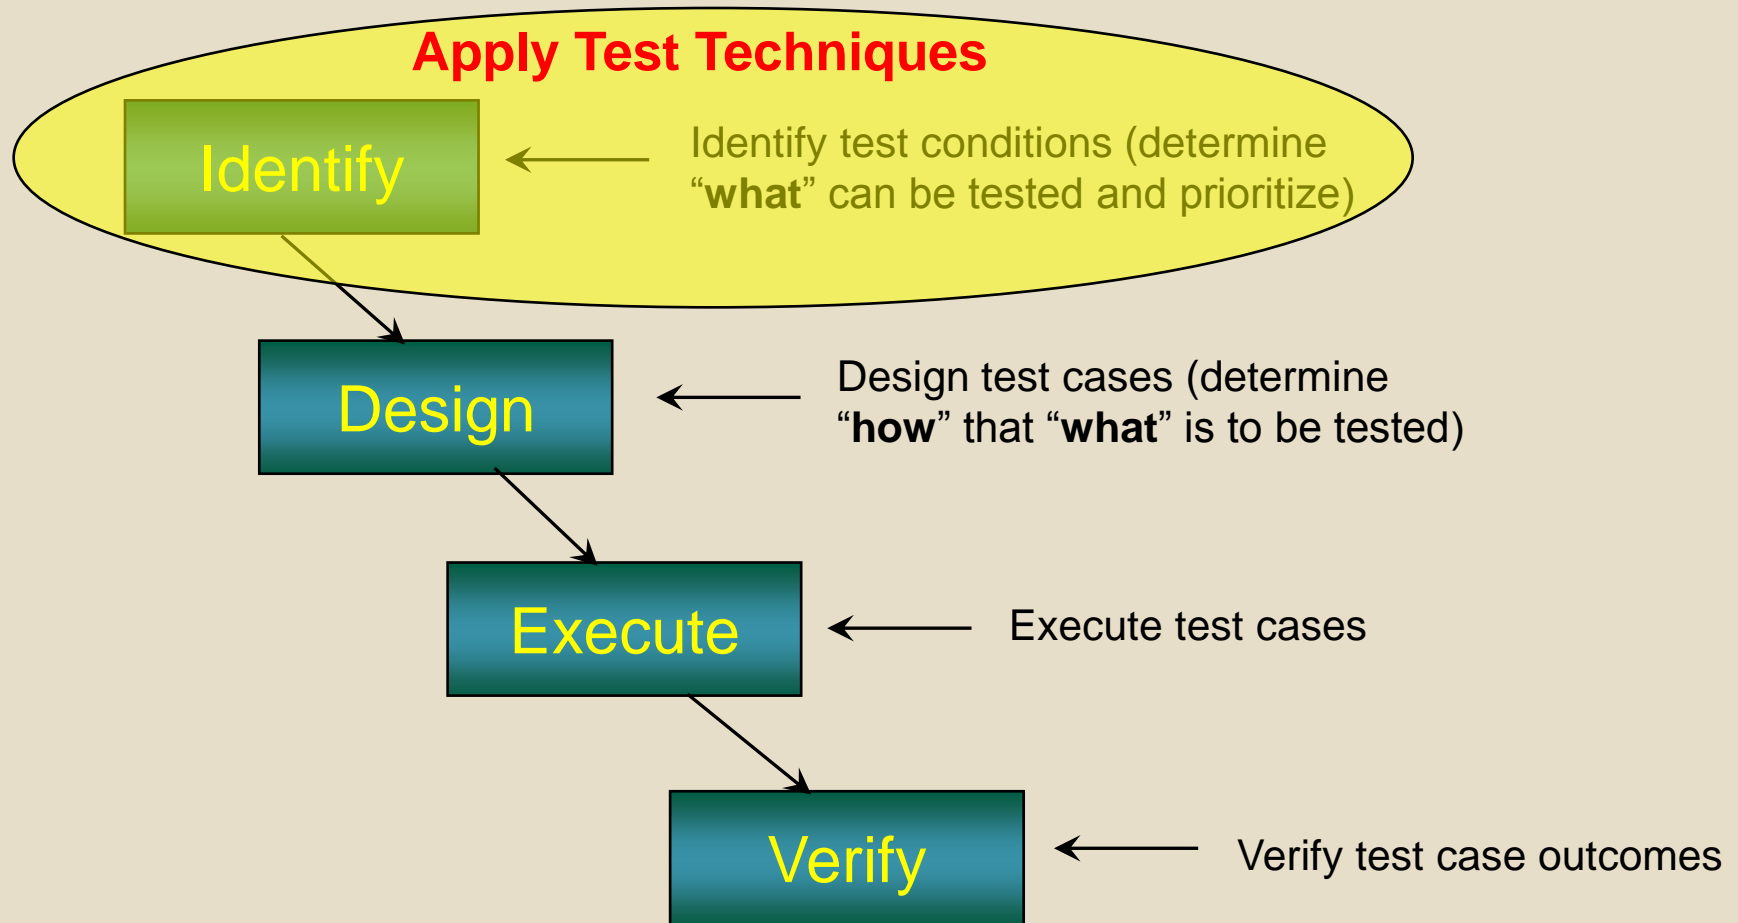 Apply Test Techniques
Identify
Identify test conditions (determine
“what” can be tested and prioritize)
Design
Design test cases (determine
“how” that “what” is to be tested)
Execute
Execute test cases
Verify
Verify test case outcomes